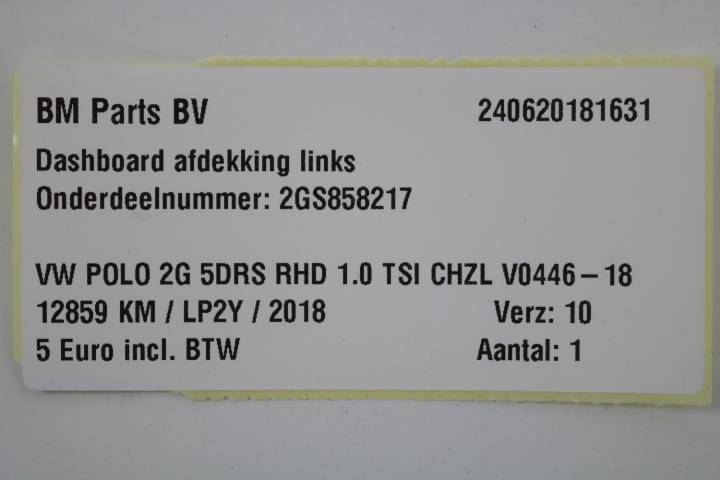 BM Parts BV 240620181631
Dashboard afdekking links
Onderdeelnummer: 2GS858217
VW POLO 2G 5DRS RHD 1.0 TSI CHZL V0446-18
12859 KM / LP2Y / 2018 Verz: 10
5 Euro incl. BTW Aantal: 1